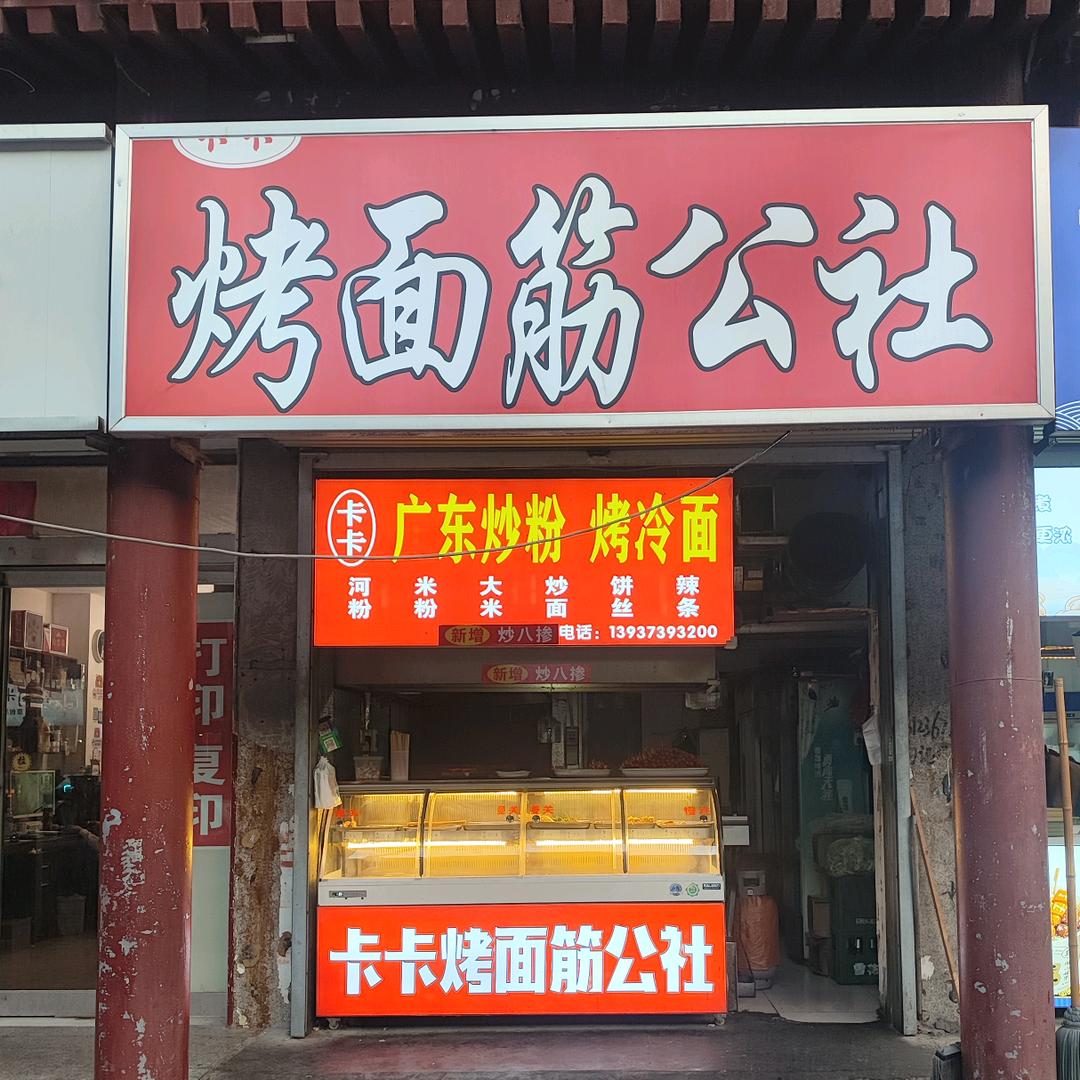 烤面筋公社
卡卡
广东炒粉 烤冷面
河粉 米粉 大米 炒面 饼丝 辣条
新增 炒八掺 电话：13937393200
新增 炒八掺
打印复印
更浓
卡卡烤面筋公社